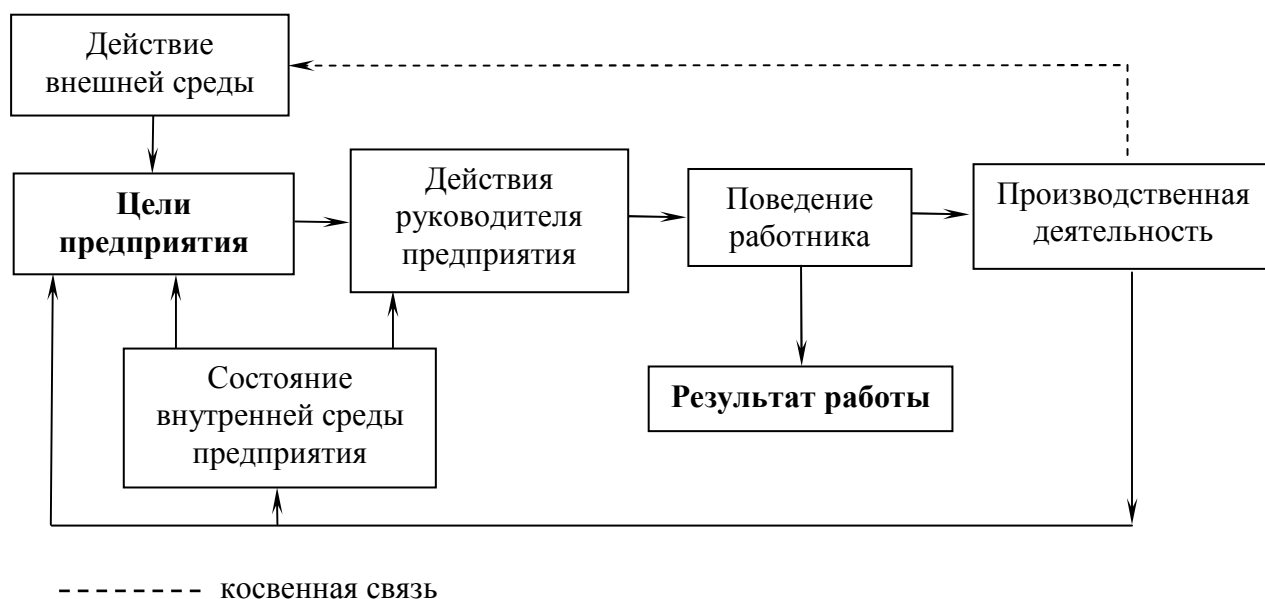 Действие
внешней среды
Цели
предприятия
Действия
руководителя
предприятия
Поведение
работника
Производственная
деятельность
Состояние
внутренней среды
предприятия
Результат работы
косвенная связь